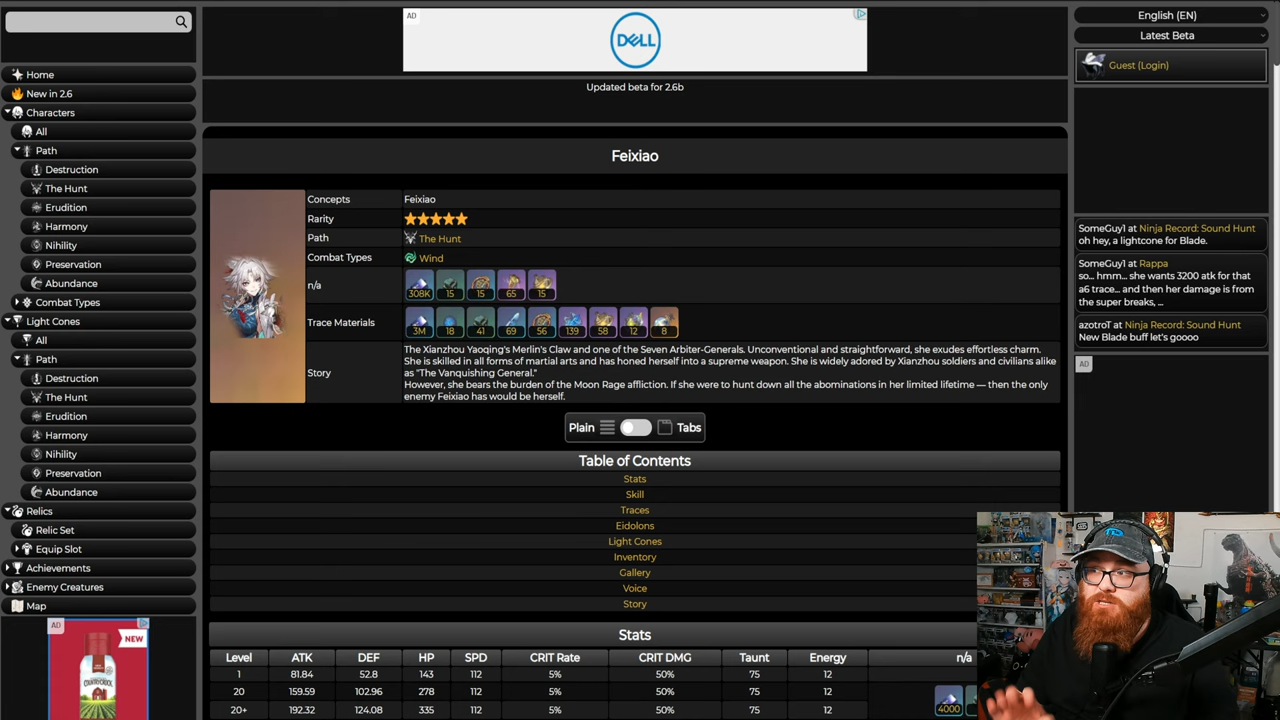 AD
DELL
English (EN)
Latest Beta
Guest (Login)
Updated beta for 2.6b
Home
New in 2.6
Characters
All
Path
Destruction
The Hunt
Erudition
Harmony
Nihility
Preservation
Abundance
Combat Types
Light Cones
All
Path
Destruction
The Hunt
Erudition
Harmony
Nihility
Preservation
Abundance
Relics
Relic Set
Equip Slot
Achievements
Enemy Creatures
Map
AD
NEW
COUNTRY CROCK
Feixiao
Concepts Feixiao
Rarity
Path The Hunt
Combat Types Wind
n/a 308K 15 15 65 15
Trace Materials 3M 18 41 69 56 139 58 12 8
Story
The Xianzhou Yaoqing's Merlin's Claw and one of the Seven Arbiter-Generals. Unconventional and straightforward, she exudes effortless charm.
She is skilled in all forms of martial arts and has honed herself into a supreme weapon. She is widely adored by Xianzhou soldiers and civilians alike
as "The Vanquishing General."
However, she bears the burden of the Moon Rage affliction. If she were to hunt down all the abominations in her limited lifetime — then the only
enemy Feixiao has would be herself.
Plain Tabs
Table of Contents
Stats
Skill
Traces
Eidolons
Light Cones
Inventory
Gallery
Voice
Story
Stats
Level ATK DEF HP SPD CRIT Rate CRIT DMG Taunt Energy n/a
1 81.84 52.8 143 112 5% 50% 75 12
20 159.59 102.96 278 112 5% 50% 75 12
20+ 192.32 124.08 335 112 5% 50% 75 12
4000
SomeGuy1 at Ninja Record: Sound Hunt
oh hey, a lightcone for Blade.
SomeGuy1 at Rappa
so... hmm... she wants 3200 atk for that
a6 trace... and then her damage is from
the super breaks, ...
azotroT at Ninja Record: Sound Hunt
New Blade buff let's goooo
AD